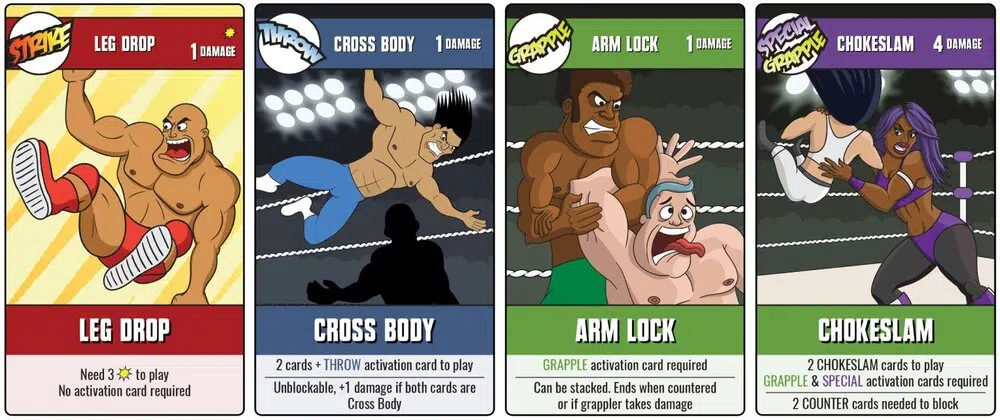 STRIKE
LEG DROP
1 DAMAGE
LEG DROP
Need 3 to play
No activation card required
THROW
CROSS BODY
1 DAMAGE
CROSS BODY
2 cards + THROW activation card to play
Unblockable, +1 damage if both cards are
Cross Body
GRAPPLE
ARM LOCK
1 DAMAGE
ARM LOCK
GRAPPLE activation card required
Can be stacked. Ends when countered
or if grappler takes damage
SPECIAL
GRAPPLE
CHOKESLAM
4 DAMAGE
CHOKESLAM
2 CHOKESLAM cards to play
GRAPPLE & SPECIAL activation cards required
2 COUNTER cards needed to block